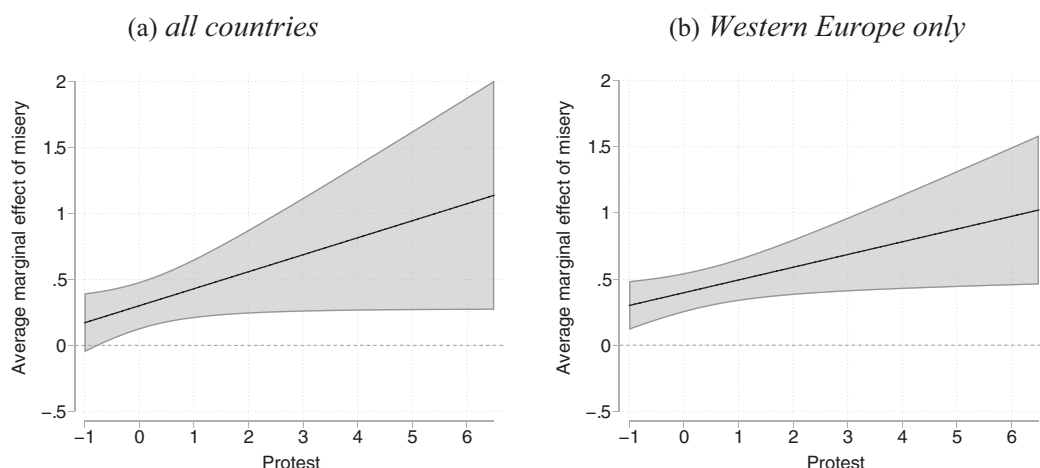 (a) all countries
(b) Western Europe only
Average marginal effect of misery
2
1.5
1
.5
0
−.5
−1 0 1 2 3 4 5 6
Protest
Average marginal effect of misery
2
1.5
1
.5
0
−.5
−1 0 1 2 3 4 5 6
Protest